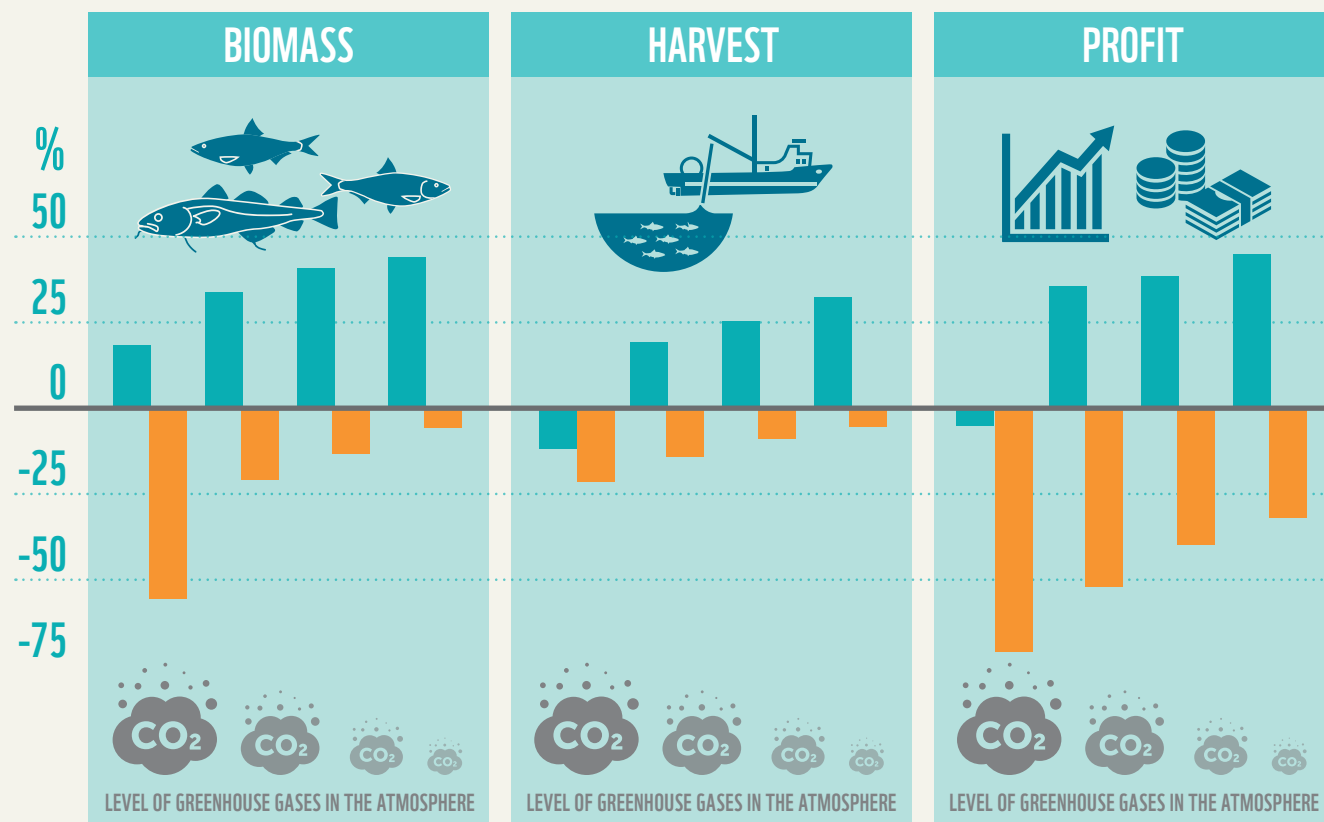 BIOMASS
HARVEST
PROFIT
%
50
25
0
-25
-50
-75
CO2
CO2
CO2
CO2
CO2
CO2
CO2
CO2
CO2
CO2
CO2
CO2
LEVEL OF GREENHOUSE GASES IN THE ATMOSPHERE
LEVEL OF GREENHOUSE GASES IN THE ATMOSPHERE
LEVEL OF GREENHOUSE GASES IN THE ATMOSPHERE